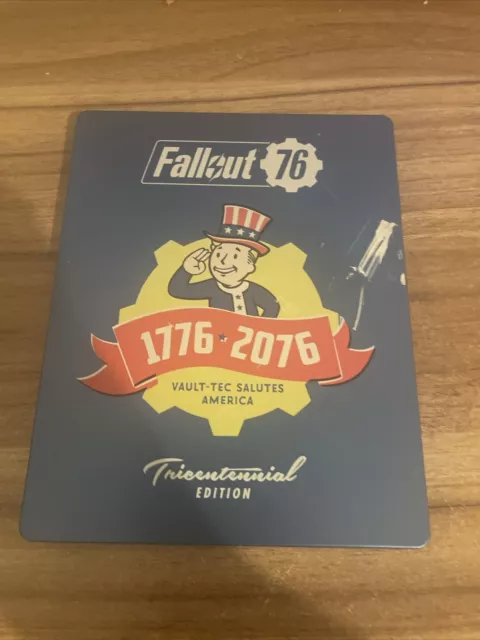 Fallout 76
1776 ★ 2076
VAULT-TEC SALUTES
AMERICA
Tricentennial
EDITION